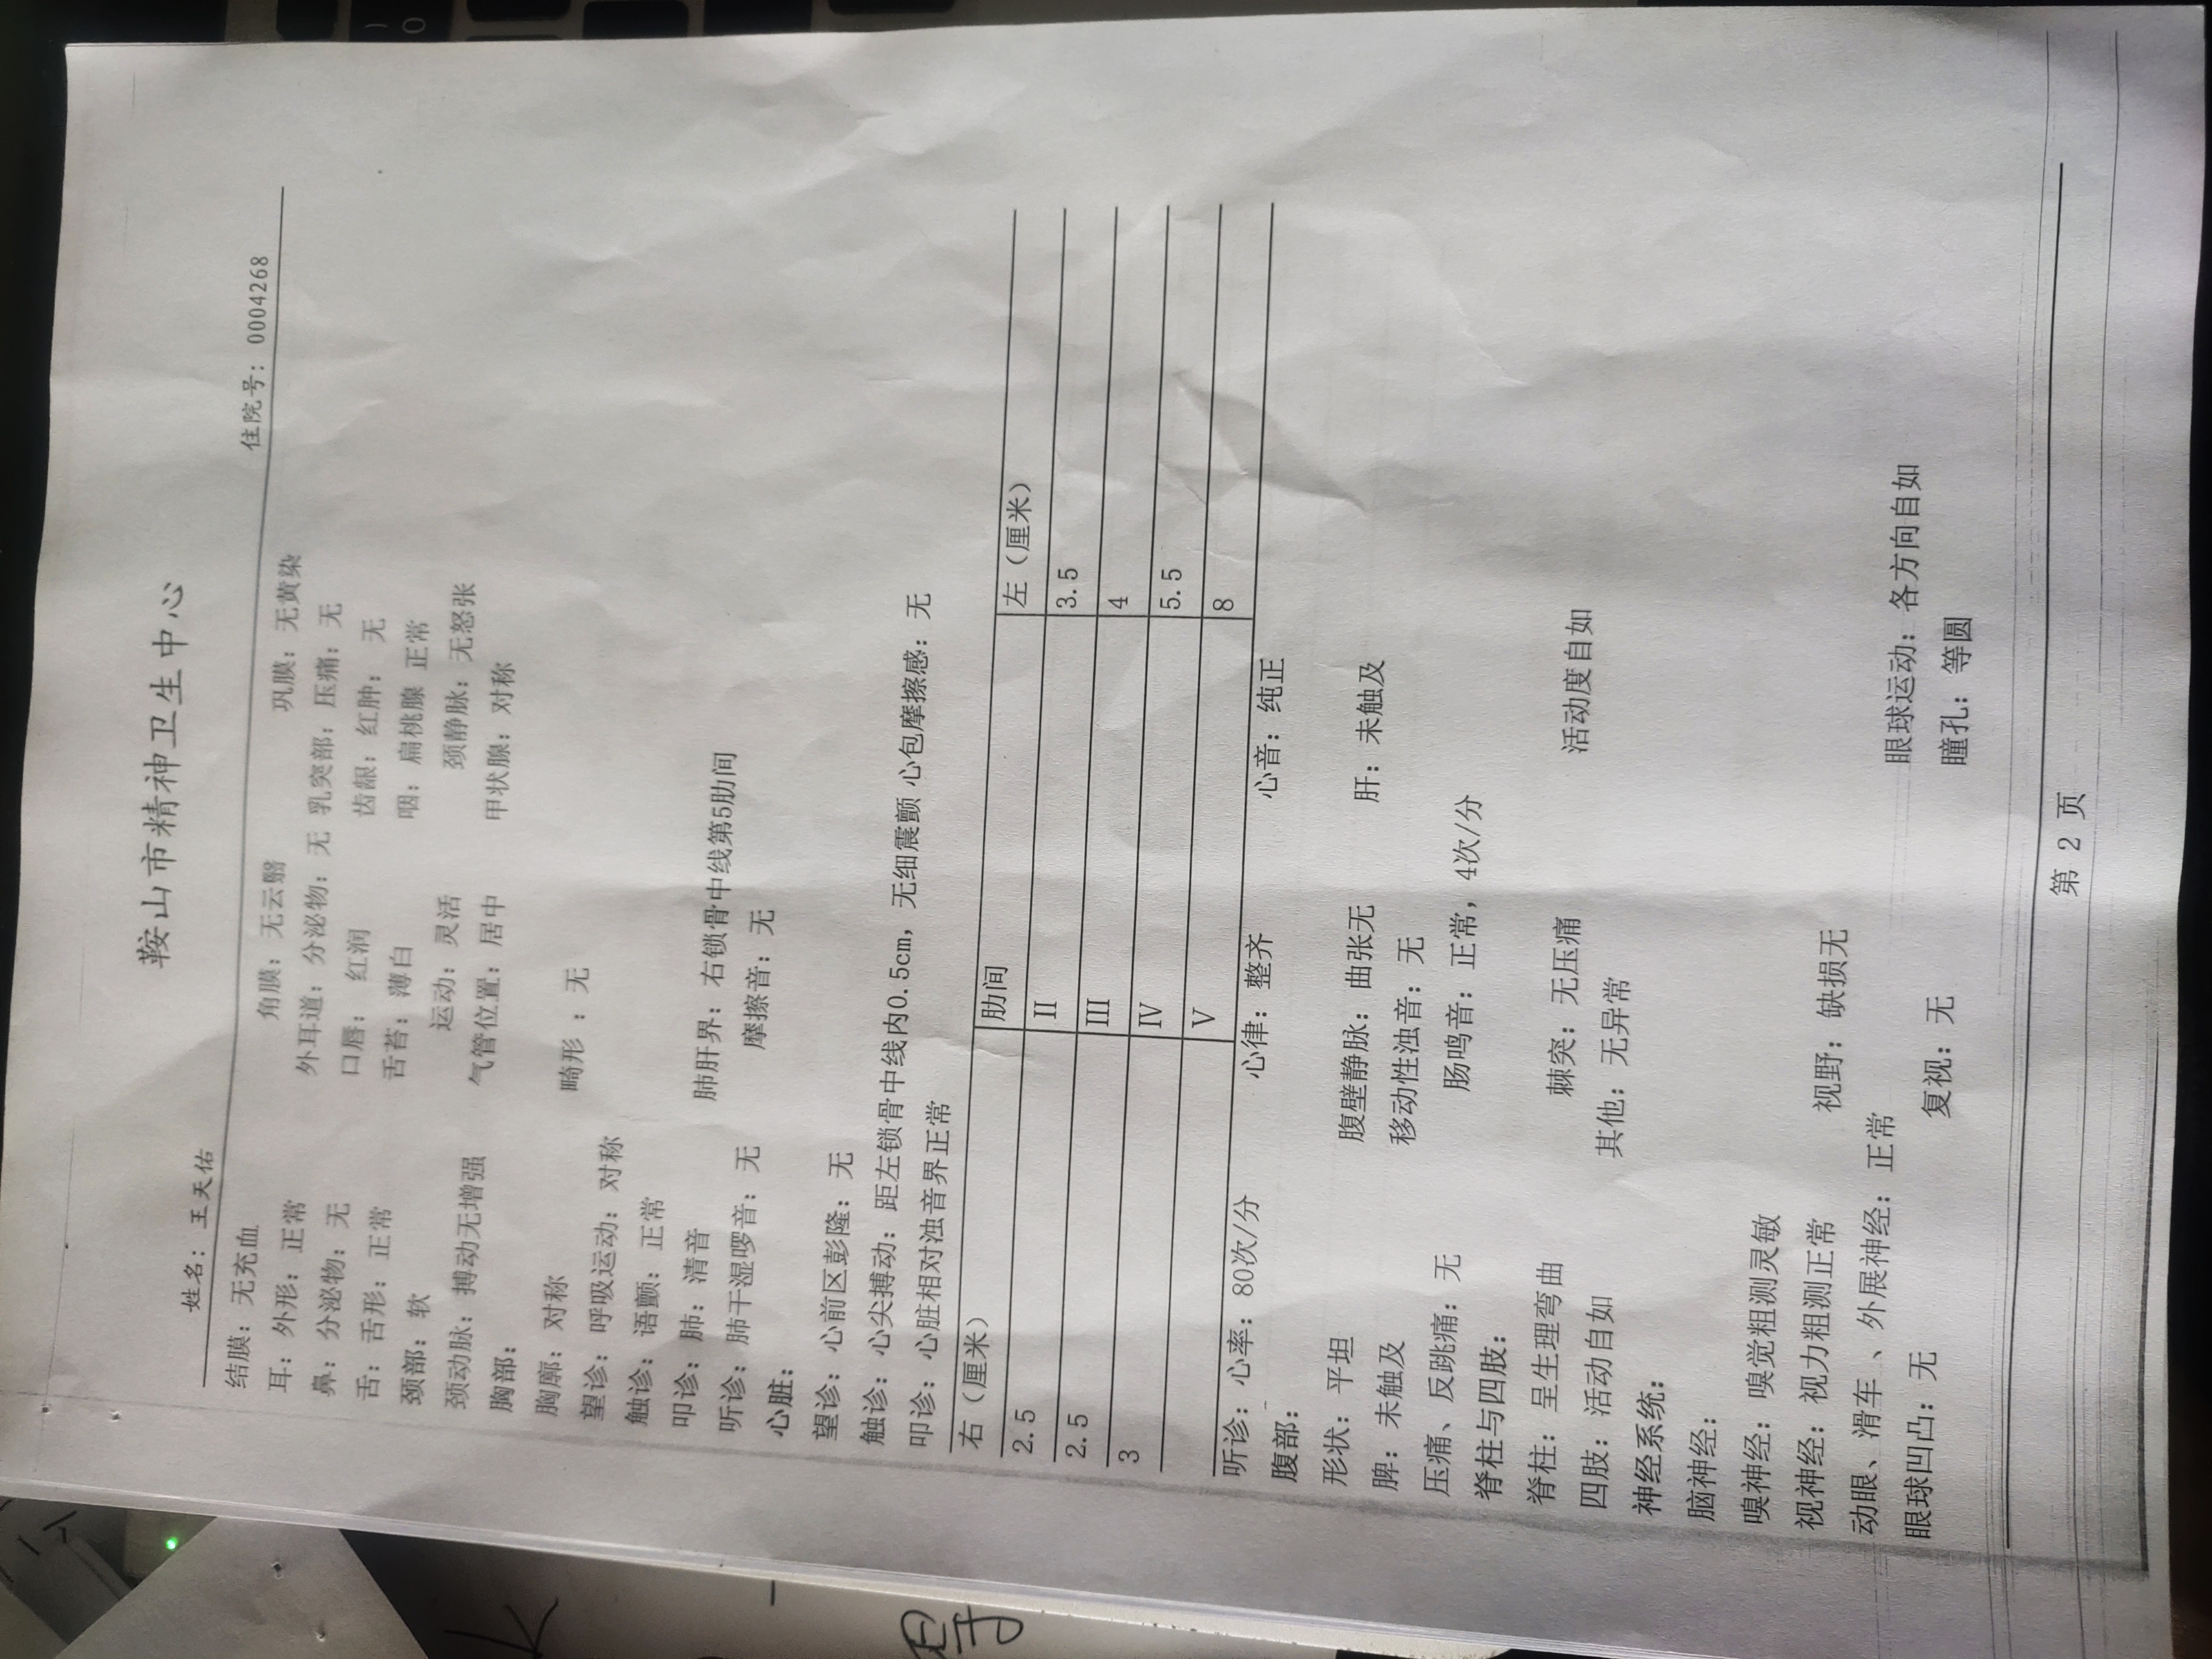 鞍山市精神卫生中心
姓名：王天佑 住院号：0004268
结膜：无充血 角膜：无云翳 巩膜：无黄染
耳：外形：正常 外耳道：分泌物：无 乳突部：压痛：无
鼻：分泌物：无 口唇： 红润 齿龈：红肿： 无
舌：舌形：正常 舌苔：薄白 咽：扁桃腺 正常
颈部：软 运动：灵活 颈静脉：无怒张
颈动脉：搏动无增强 气管位置：居中 甲状腺：对称
胸部：
胸廓：对称 畸形 ：无
望诊：呼吸运动：对称
触诊：语颤：正常
叩诊：肺：清音 肺肝界：右锁骨中线第5肋间
听诊：肺干湿啰音：无 摩擦音：无
心脏：
望诊：心前区彭隆：无
触诊：心尖搏动：距左锁骨中线内0.5cm，无细震颤 心包摩擦感：无
叩诊：心脏相对浊音界正常
右（厘米） 肋间 左（厘米）
2.5 II 3.5
2.5 III 4
3 IV 5.5
V 8
听诊：心率：80次/分 心律：整齐 心音：纯正
腹部：
形状：平坦 腹壁静脉：曲张无 肝：未触及
脾：未触及 移动性浊音：无
压痛、反跳痛：无 肠鸣音：正常，4次/分
脊柱与四肢：
脊柱：呈生理弯曲 棘突：无压痛 活动度自如
四肢：活动自如 其他：无异常
神经系统：
脑神经：
嗅神经：嗅觉粗测灵敏
视神经：视力粗测正常 视野：缺损无
动眼、滑车 、外展神经：正常 眼球运动：各方向自如
眼球凹凸：无 复视：无 瞳孔：等圆
第 2 页